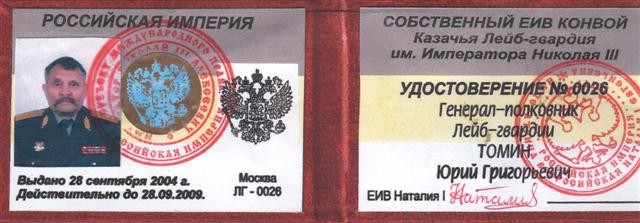 РОССИЙСКАЯ ИМПЕРИЯ
Выдано 28 сентября 2004 г.
Действительно до 28.09.2009.
Москва
ЛГ - 0026
СОБСТВЕННЫЙ ЕИВ КОНВОЙ
Казачья Лейб-гвардия
им. Императора Николая III
УДОСТОВЕРЕНИЕ № 0026
Генерал-полковник
Лейб-гвардии
ТОМИН
Юрий Григорьевич
ЕИВ Наталия I Наталия